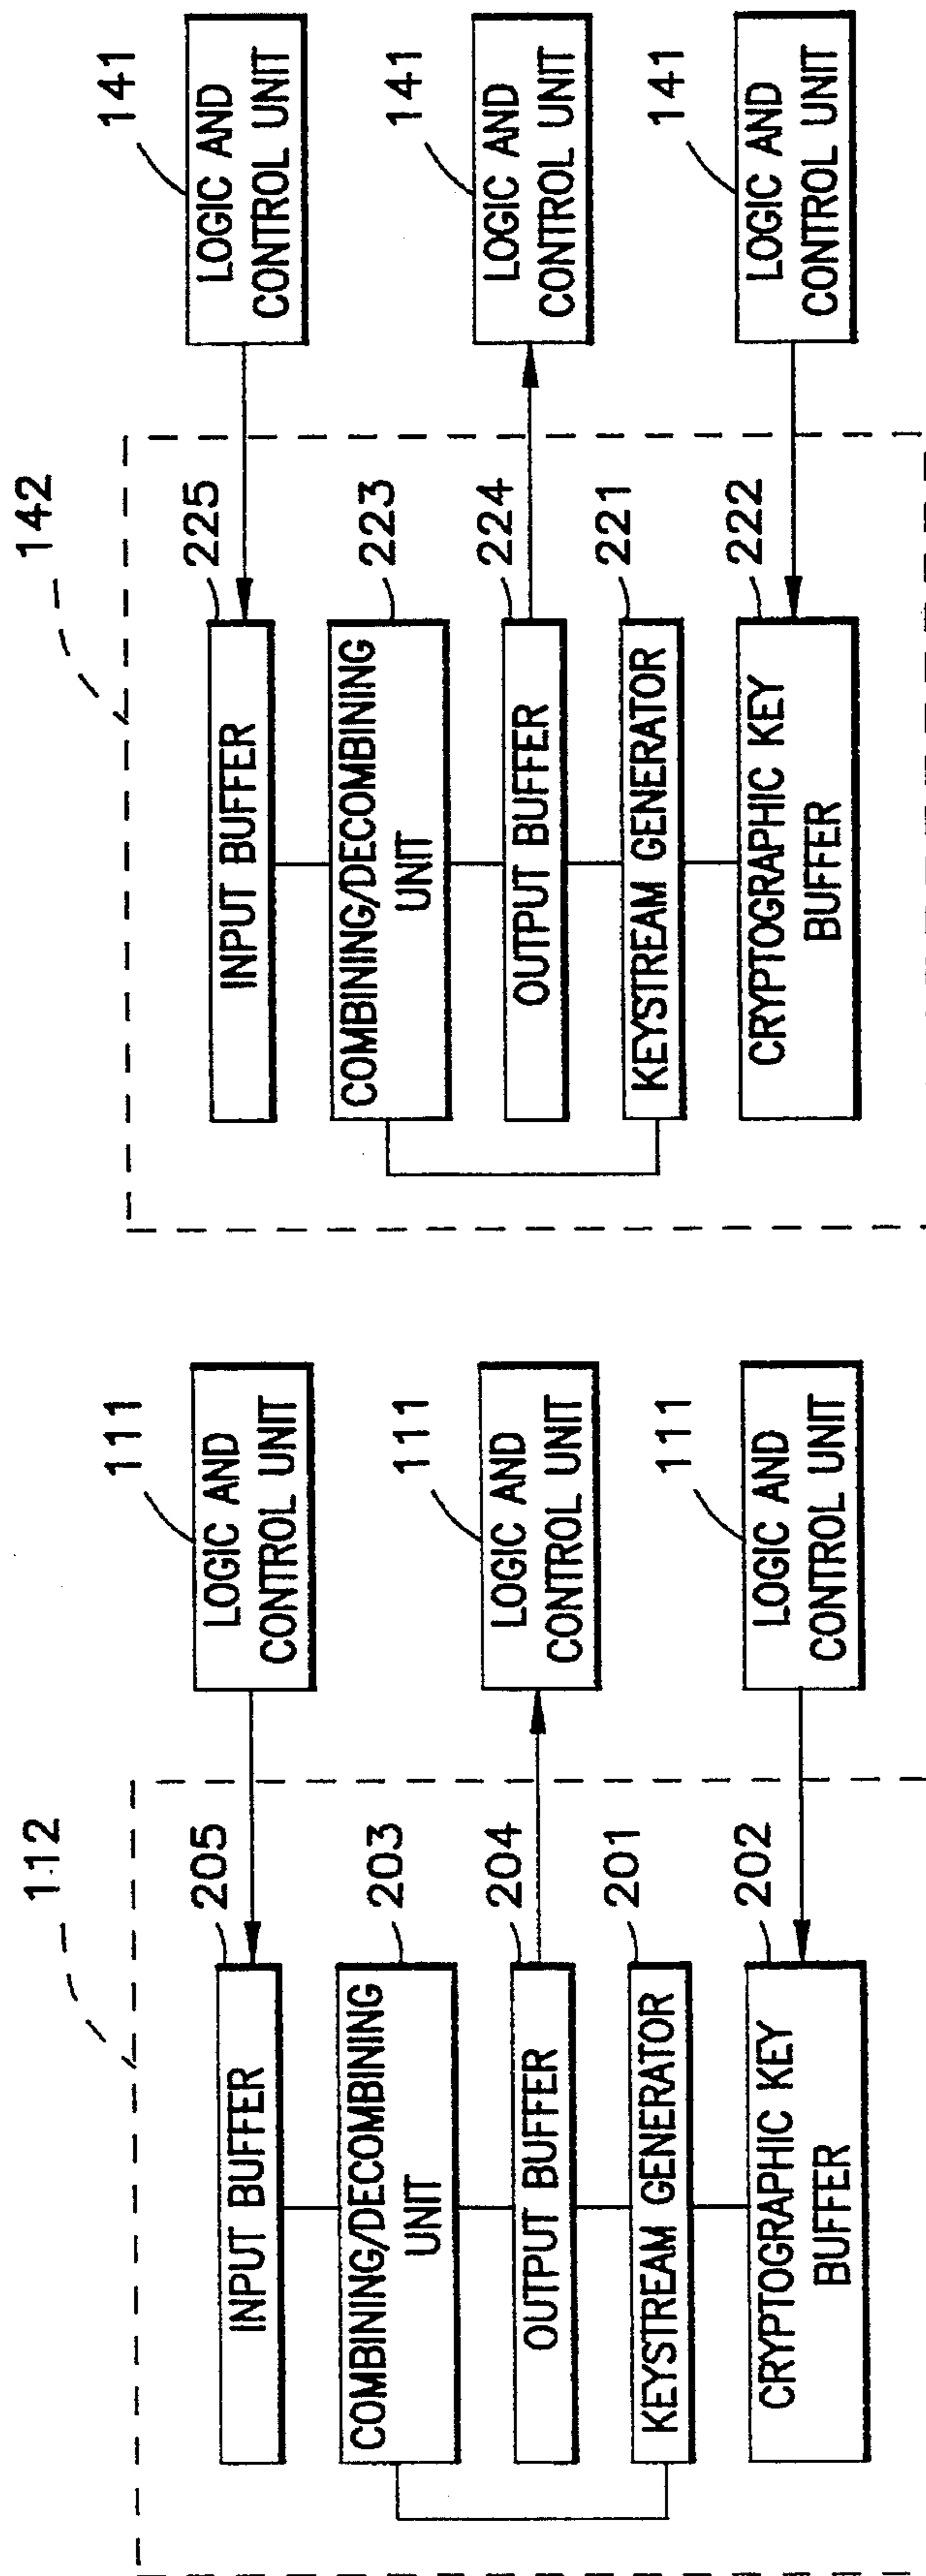 112
205
INPUT BUFFER
LOGIC AND
CONTROL UNIT
111
203
COMBINING/DECOMBINING
UNIT
204
OUTPUT BUFFER
LOGIC AND
CONTROL UNIT
111
201
KEYSTREAM GENERATOR
202
CRYPTOGRAPHIC KEY
BUFFER
LOGIC AND
CONTROL UNIT
111
142
225
INPUT BUFFER
LOGIC AND
CONTROL UNIT
141
223
COMBINING/DECOMBINING
UNIT
224
OUTPUT BUFFER
LOGIC AND
CONTROL UNIT
141
221
KEYSTREAM GENERATOR
222
CRYPTOGRAPHIC KEY
BUFFER
LOGIC AND
CONTROL UNIT
141